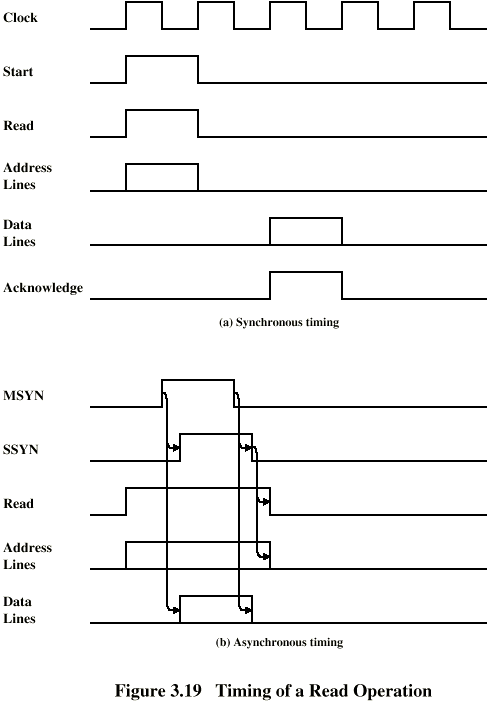 Clock
Start
Read
Address
Lines
Data
Lines
Acknowledge
(a) Synchronous timing
MSYN
SSYN
Read
Address
Lines
Data
Lines
(b) Asynchronous timing
Figure 3.19 Timing of a Read Operation